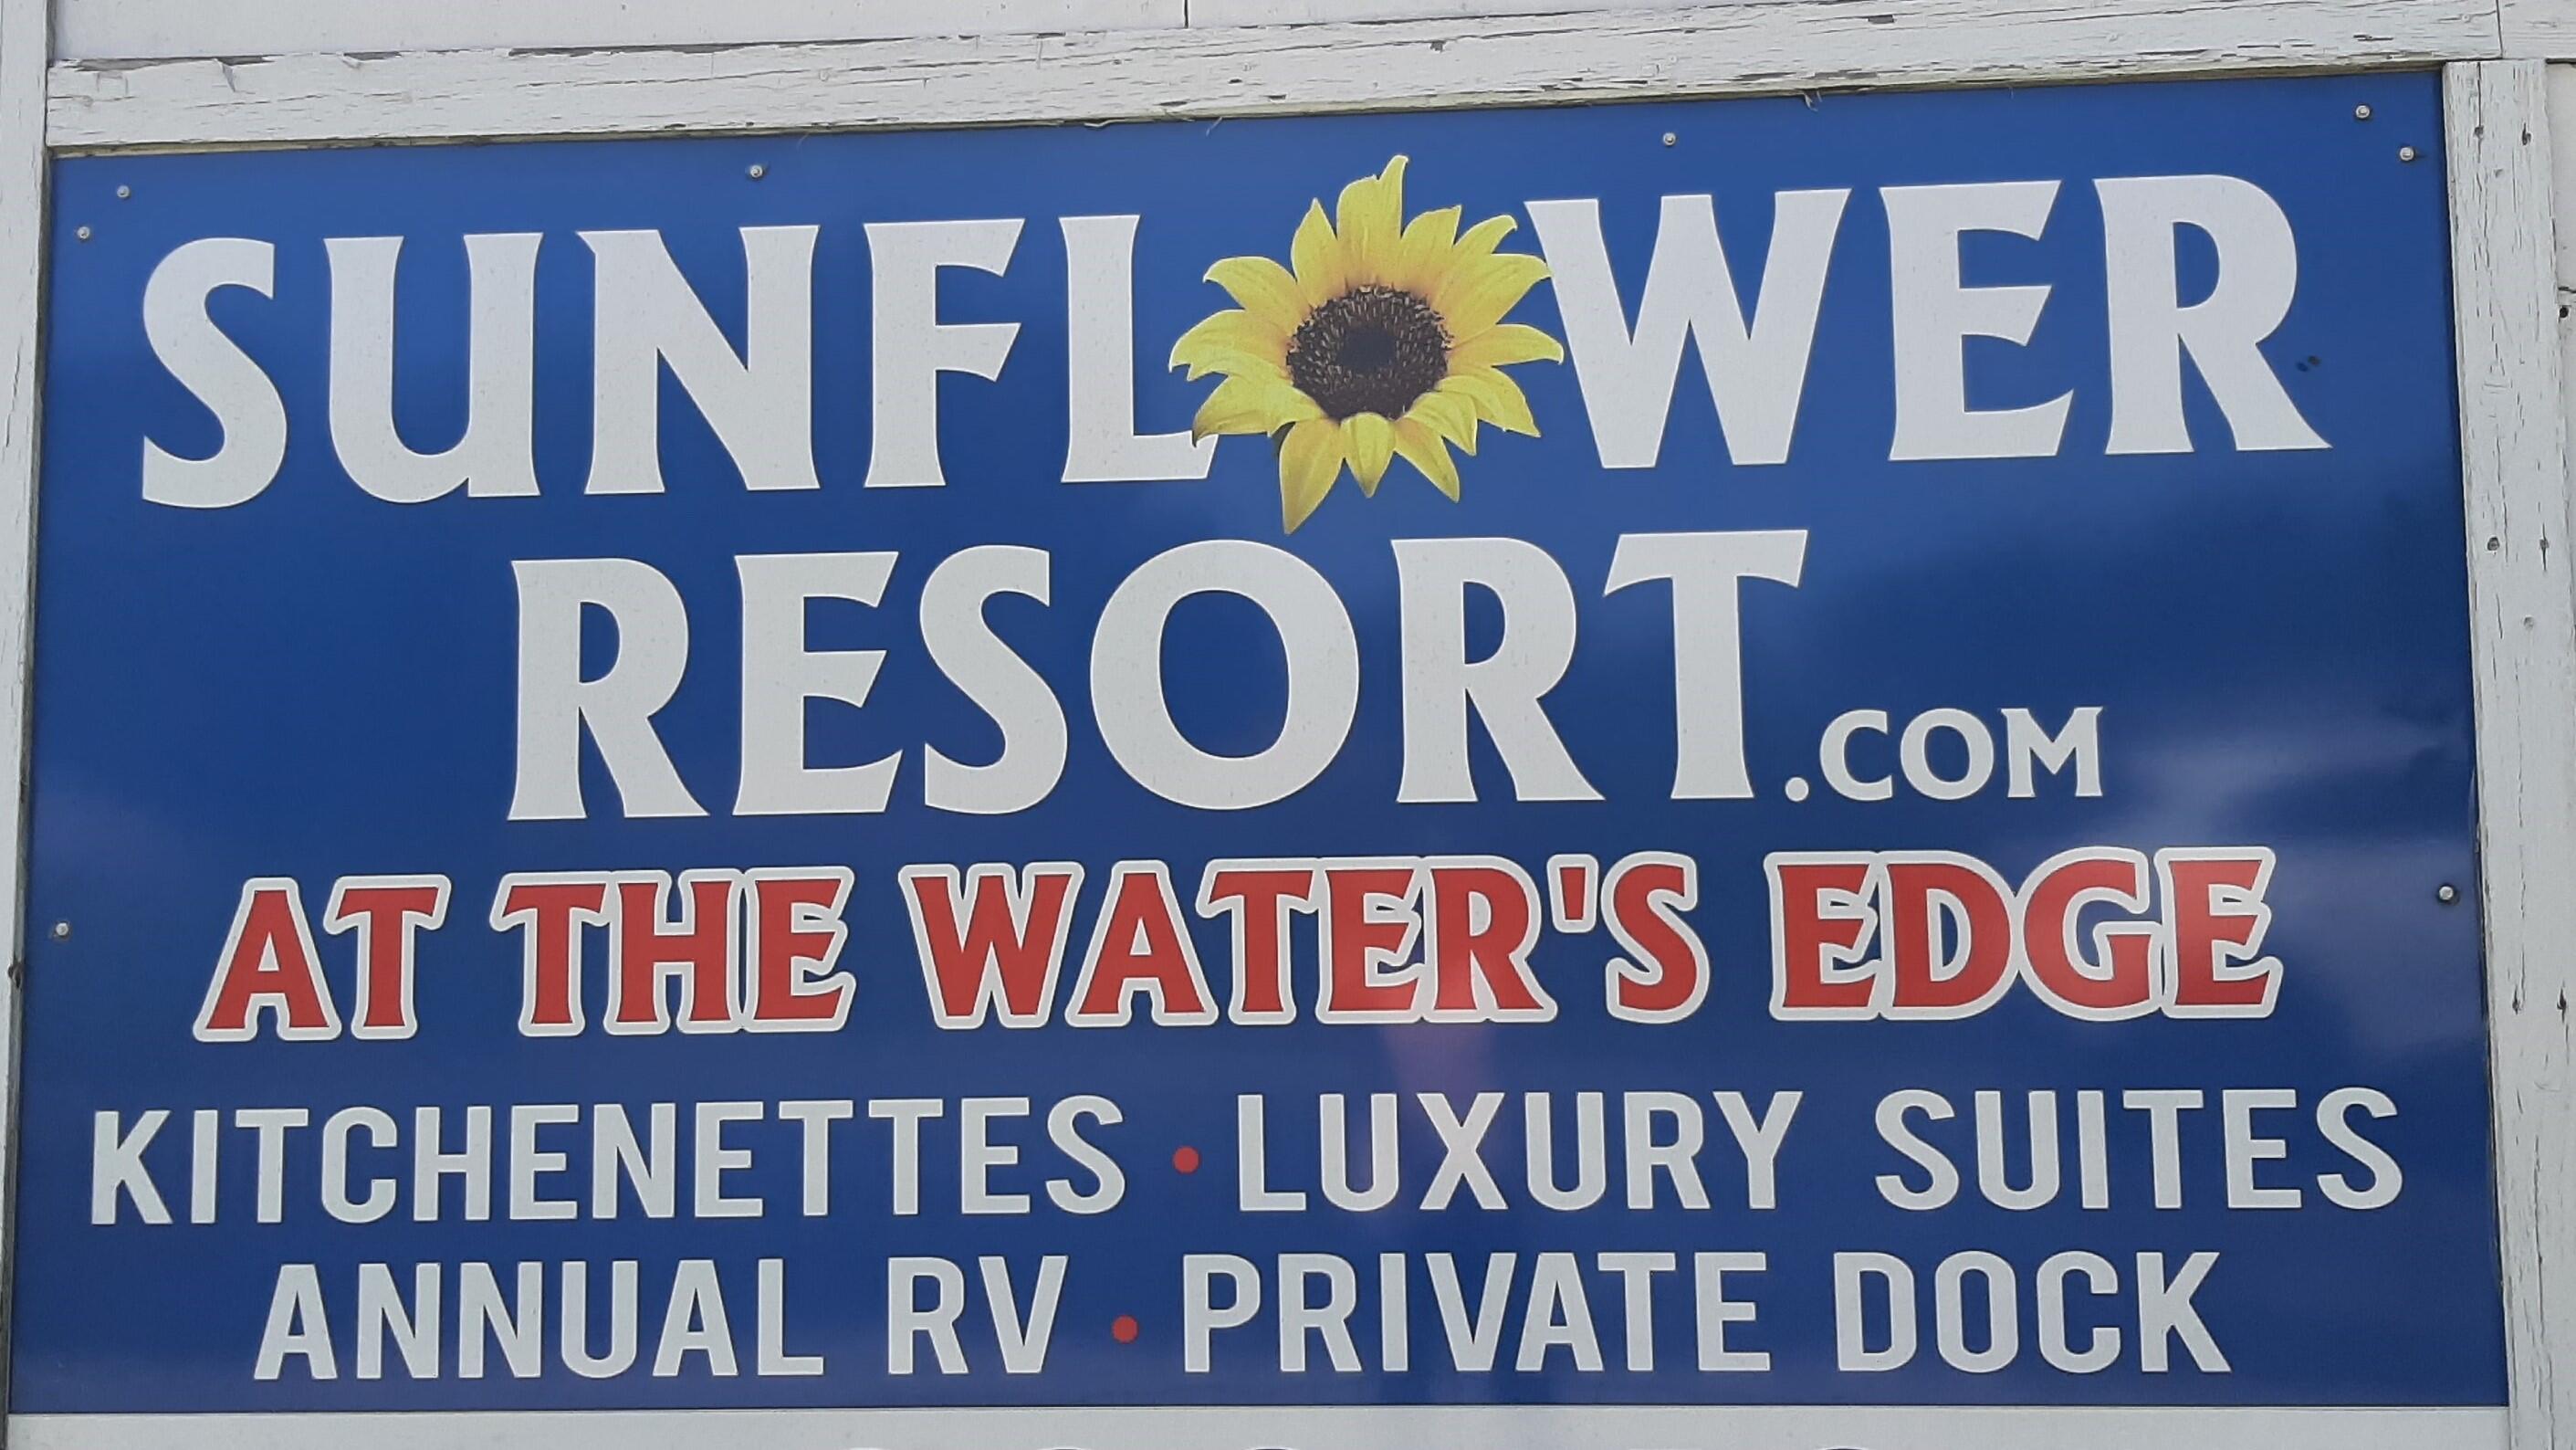 SUNFLOWER
RESORT.COM
AT THE WATER'S EDGE
KITCHENETTES • LUXURY SUITES
ANNUAL RV • PRIVATE DOCK